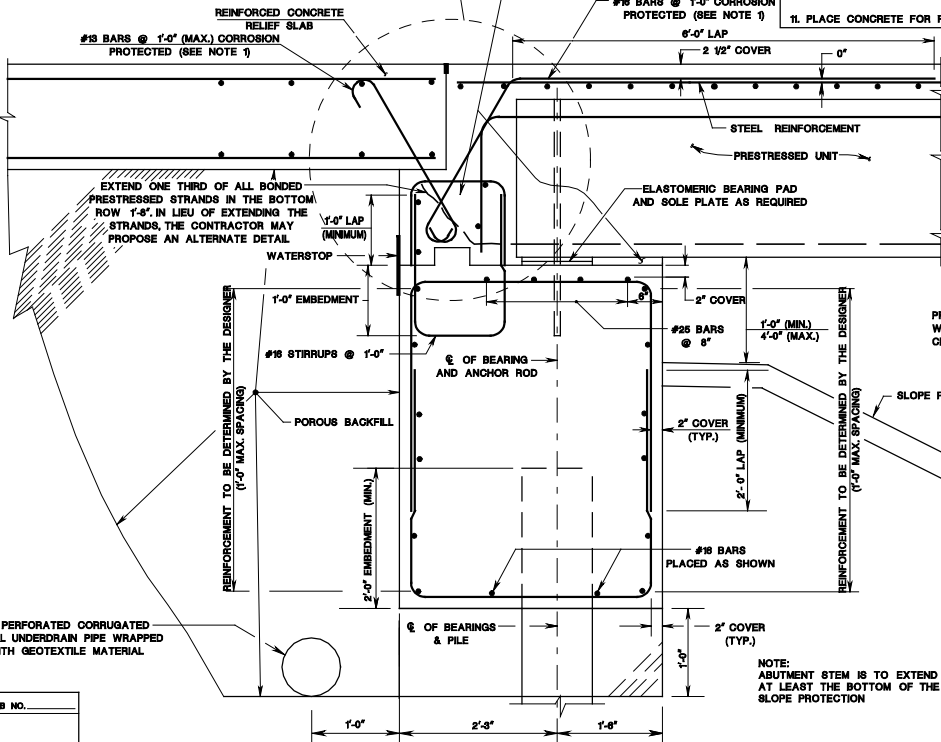 REINFORCED CONCRETE
RELIEF SLAB
#13 BARS @ 1'-0" (MAX.) CORROSION
PROTECTED (SEE NOTE 1)
#16 BARS @ 1'-0" CORROSION
PROTECTED (SEE NOTE 1)
11. PLACE CONCRETE FOR
6'-0" LAP
2 1/2" COVER
0"
STEEL REINFORCEMENT
PRESTRESSED UNIT
EXTEND ONE THIRD OF ALL BONDED
PRESTRESSED STRANDS IN THE BOTTOM
ROW 1'-8". IN LIEU OF EXTENDING THE
STRANDS, THE CONTRACTOR MAY
PROPOSE AN ALTERNATE DETAIL
1'-0" LAP
(MINIMUM)
ELASTOMERIC BEARING PAD
AND SOLE PLATE AS REQUIRED
WATERSTOP
1'-0" EMBEDMENT
6"
2" COVER
#25 BARS
@ 8"
1'-0" (MIN.)
4'-0" (MAX.)
#16 STIRRUPS @ 1'-0"
℄ OF BEARING
AND ANCHOR ROD
SLOPE
POROUS BACKFILL
2" COVER
(TYP.)
REINFORCEMENT TO BE DETERMINED BY THE DESIGNER
(1'-0" MAX. SPACING)
2'-0" EMBEDMENT (MIN.)
2'-0" LAP (MINIMUM)
REINFORCEMENT TO BE DETERMINED BY THE DESIGNER
(1'-0" MAX. SPACING)
#16 BARS
PLACED AS SHOWN
PERFORATED CORRUGATED
UNDERDRAIN PIPE WRAPPED
GEOTEXTILE MATERIAL
℄ OF BEARINGS
& PILE
2" COVER
(TYP.)
1'-0"
NOTE:
ABUTMENT STEM IS TO EXTEND
AT LEAST THE BOTTOM OF THE
SLOPE PROTECTION
B NO.
1'-0"
2'-3"
1'-6"